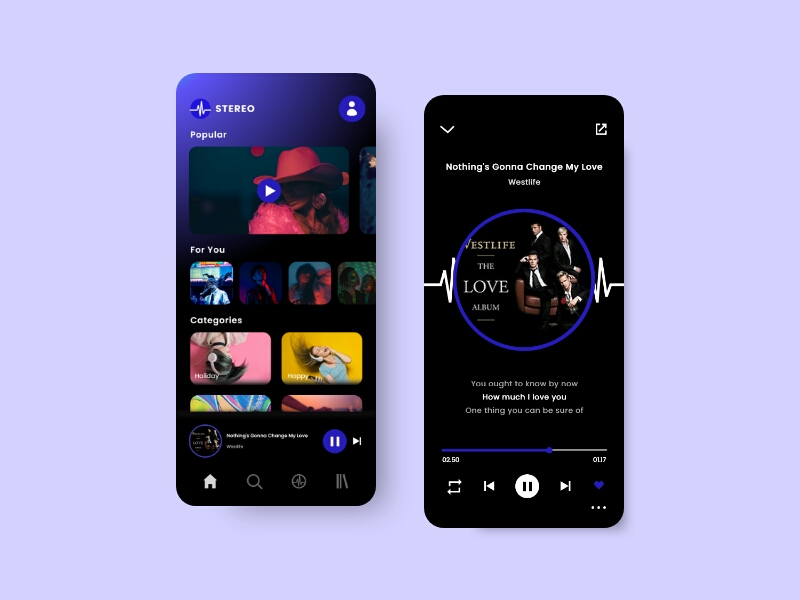 STEREO
Popular
For You
Categories
Holiday
Happy
Nothing's Gonna Change My Love
Westlife
Nothing's Gonna Change My Love
Westlife
WESTLIFE
THE
LOVE
ALBUM
You ought to know by now
How much I love you
One thing you can be sure of
02.50
01.17